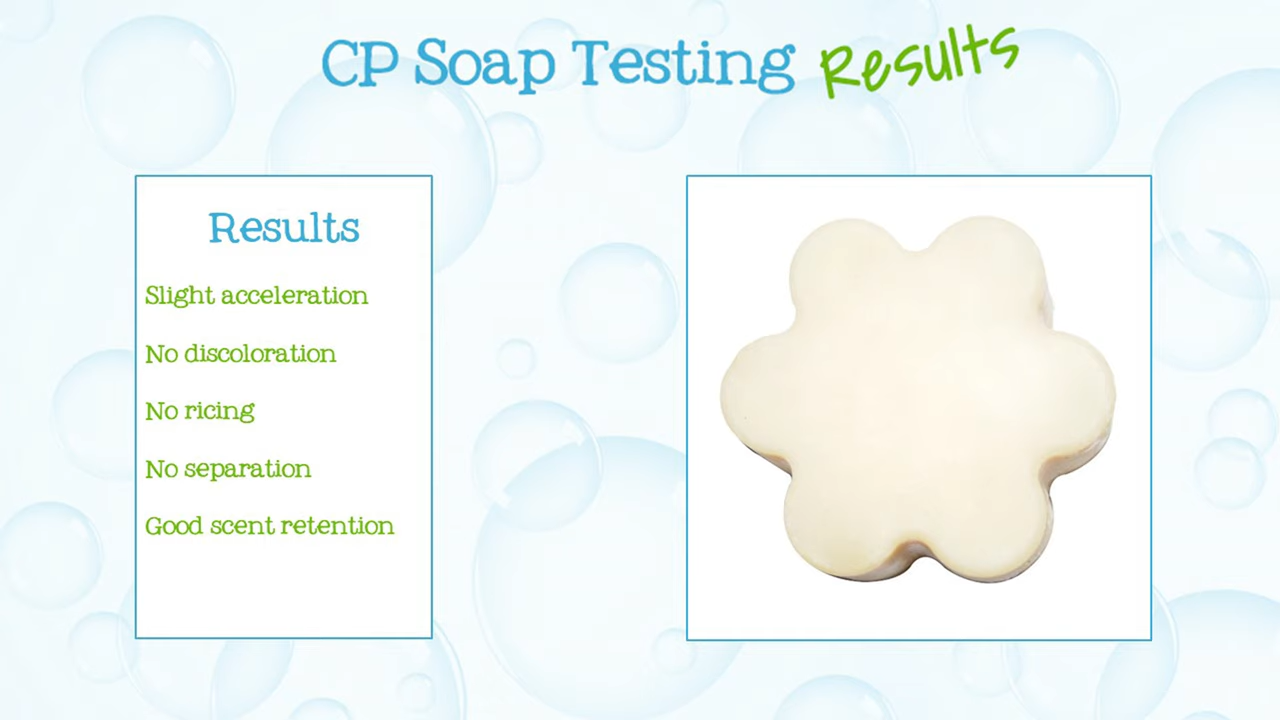 CP Soap Testing Results
Results
Slight acceleration
No discoloration
No ricing
No separation
Good scent retention